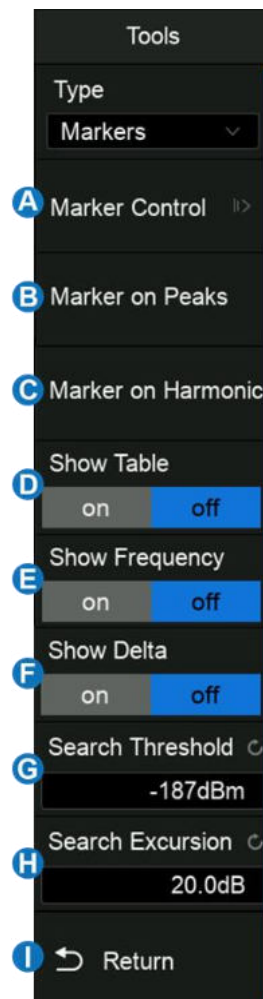 Tools
Type
Markers
A Marker Control
B Marker on Peaks
C Marker on Harmonic
Show Table
D
on off
Show Frequency
E
on off
Show Delta
F
on off
Search Threshold
G
-187dBm
Search Excursion
H
20.0dB
I Return